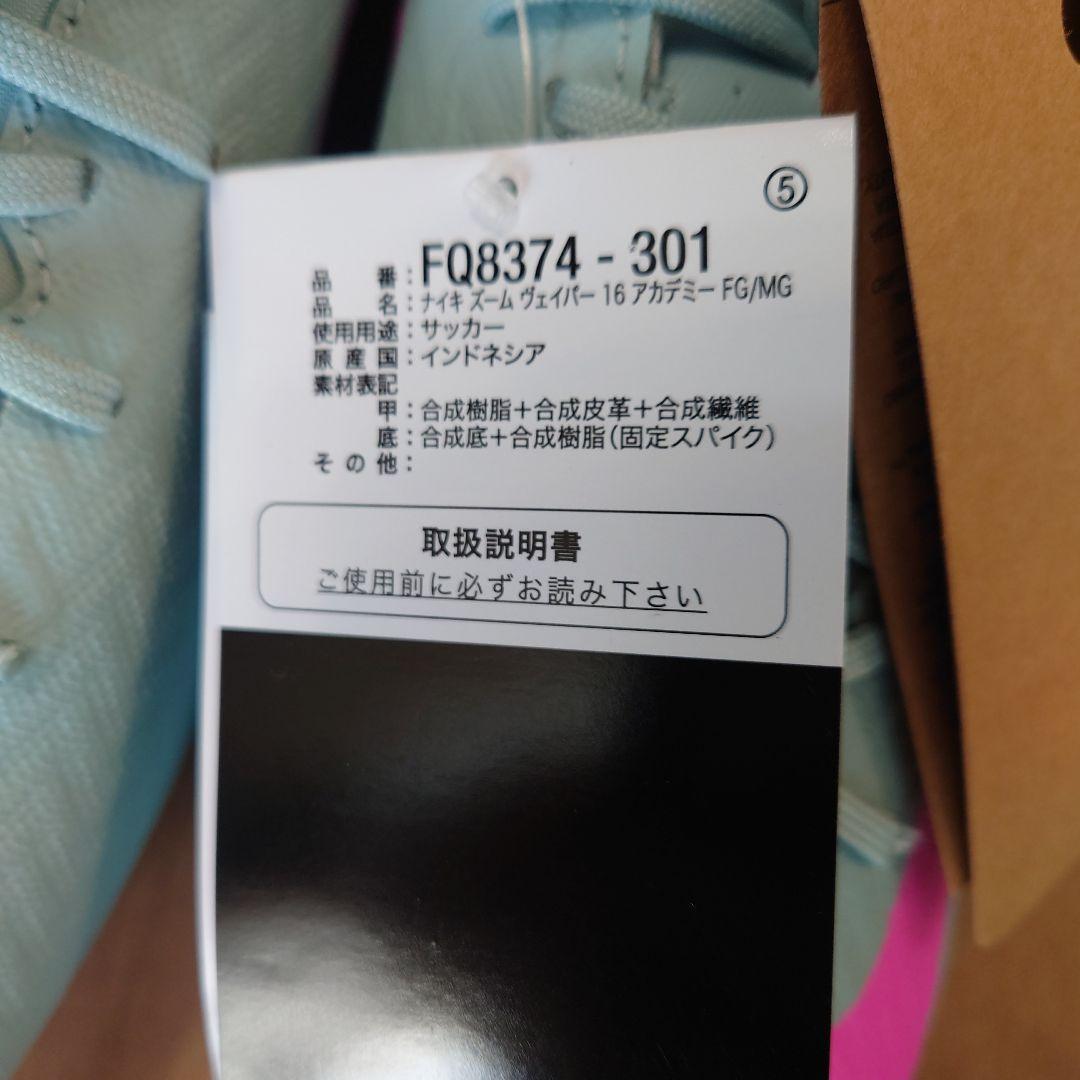 ⑤
品番：FQ8374 - 301
品名：ナイキ ズーム ヴェイパー 16 アカデミー FG/MG
使用用途：サッカー
原産国：インドネシア
素材表記
甲：合成樹脂＋合成皮革＋合成繊維
底：合成底＋合成樹脂（固定スパイク）
その他：
取扱説明書
ご使用前に必ずお読み下さい